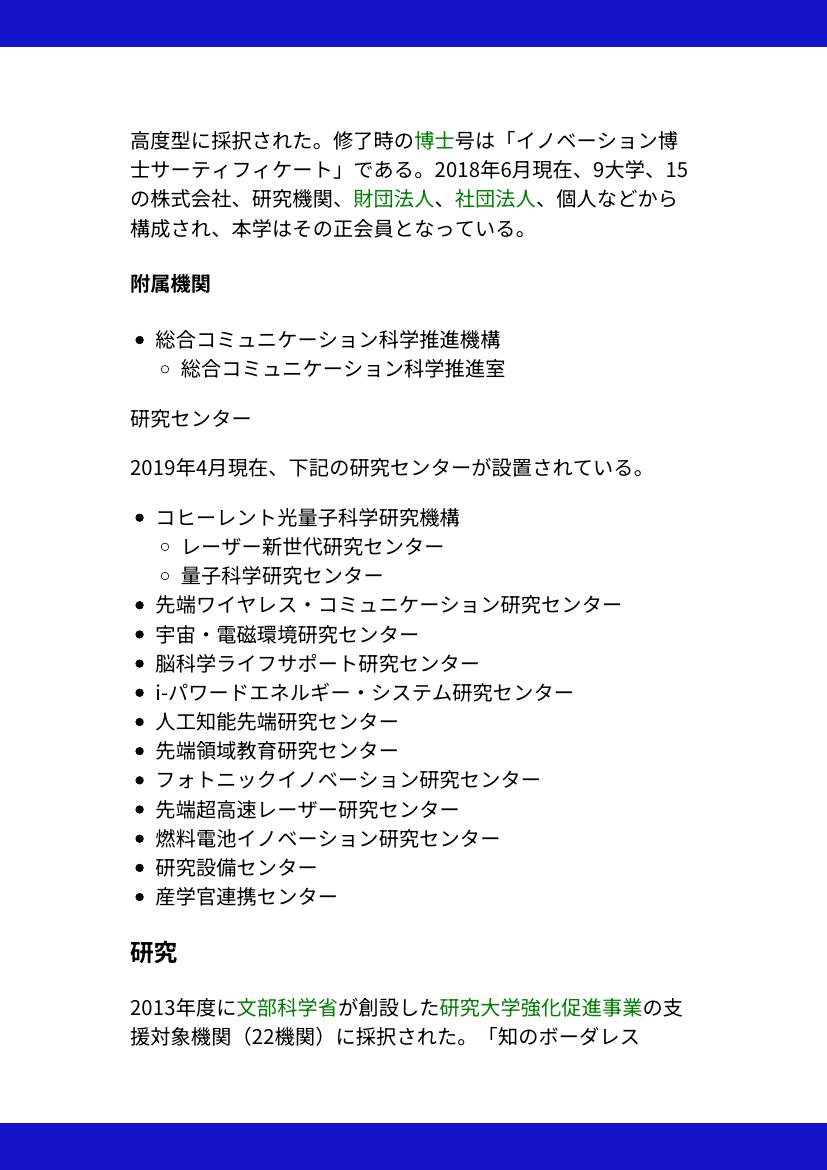 高度型に採択された。修了時の博士号は「イノベーション博
士サーティフィケート」である。2018年6月現在、9大学、15
の株式会社、研究機関、財団法人、社団法人、個人などから
構成され、本学はその正会員となっている。
附属機関
• 総合コミュニケーション科学推進機構
○ 総合コミュニケーション科学推進室
研究センター
2019年4月現在、下記の研究センターが設置されている。
• コヒーレント光量子科学研究機構
○ レーザー新世代研究センター
○ 量子科学研究センター
• 先端ワイヤレス・コミュニケーション研究センター
• 宇宙・電磁環境研究センター
• 脳科学ライフサポート研究センター
• i-パワードエネルギー・システム研究センター
• 人工知能先端研究センター
• 先端領域教育研究センター
• フォトニックイノベーション研究センター
• 先端超高速レーザー研究センター
• 燃料電池イノベーション研究センター
• 研究設備センター
• 産学官連携センター
研究
2013年度に文部科学省が創設した研究大学強化促進事業の支
援対象機関（22機関）に採択された。「知のボーダレス